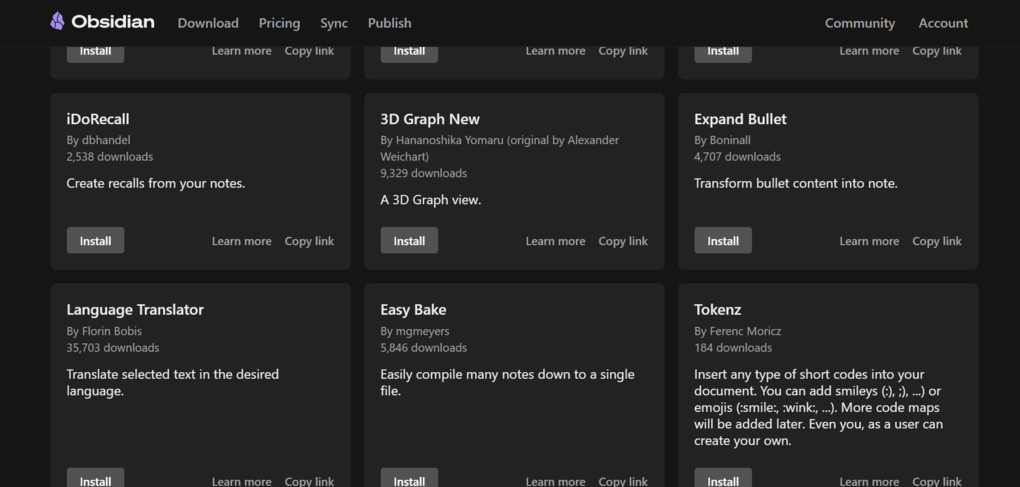 Obsidian Download Pricing Sync Publish Community Account
Install Learn more Copy link Install Learn more Copy link Install Learn more Copy link
iDoRecall
By dbhandel
2,538 downloads
Create recalls from your notes.
Install Learn more Copy link
3D Graph New
By Hananoshika Yomaru (original by Alexander
Weichart)
9,329 downloads
A 3D Graph view.
Install Learn more Copy link
Expand Bullet
By Boninall
4,707 downloads
Transform bullet content into note.
Install Learn more Copy link
Language Translator
By Florin Bobis
35,703 downloads
Translate selected text in the desired
language.
Install Learn more Copy link
Easy Bake
By mgmeyers
5,846 downloads
Easily compile many notes down to a single
file.
Install Learn more Copy link
Tokenz
By Ferenc Moricz
184 downloads
Insert any type of short codes into your
document. You can add smileys (:), ;), ...) or
emojis (:smile:, :wink:, ...). More code maps
will be added later. Even you, as a user can
create your own.
Install Learn more Copy link